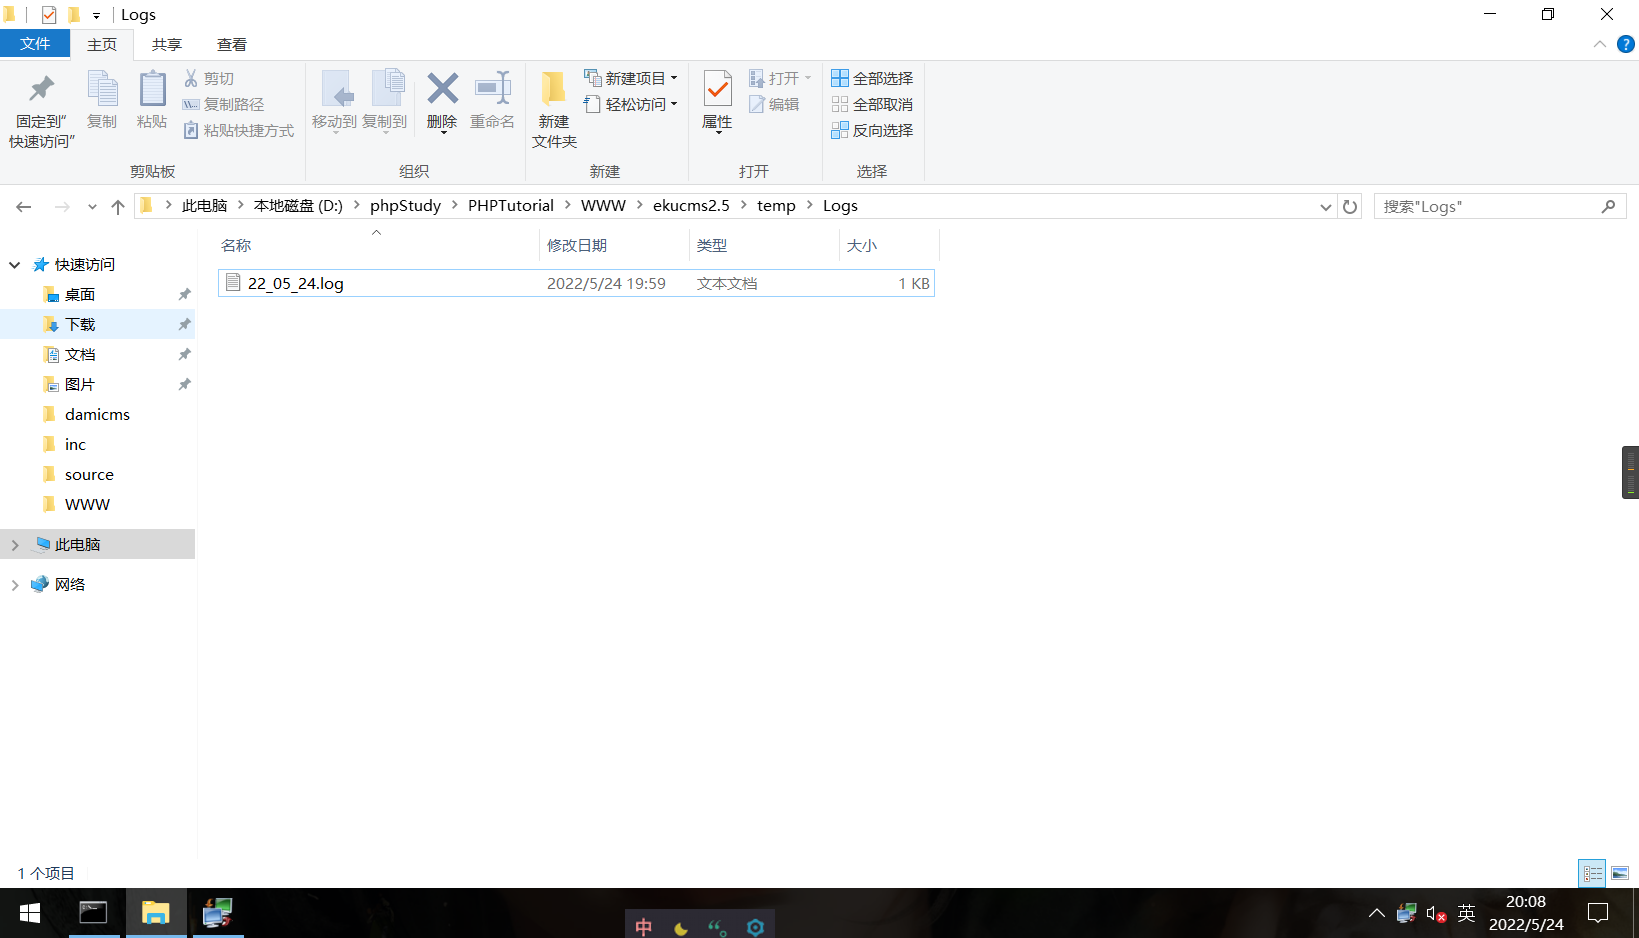 Logs
文件 主页 共享 查看
固定到"快速访问"
复制
粘贴
剪切
复制路径
粘贴快捷方式
剪贴板
移动到
复制到
删除
重命名
组织
新建文件夹
新建项目
轻松访问
新建
属性
打开
编辑
打开
全部选择
全部取消
反向选择
选择
此电脑 本地磁盘 (D:) phpStudy PHPTutorial WWW ekucms2.5 temp Logs
搜索"Logs"
名称 修改日期 类型 大小
22_05_24.log 2022/5/24 19:59 文本文档 1 KB
快速访问
桌面
下载
文档
图片
damicms
inc
source
WWW
此电脑
网络
1 个项目
中
英
20:08
2022/5/24